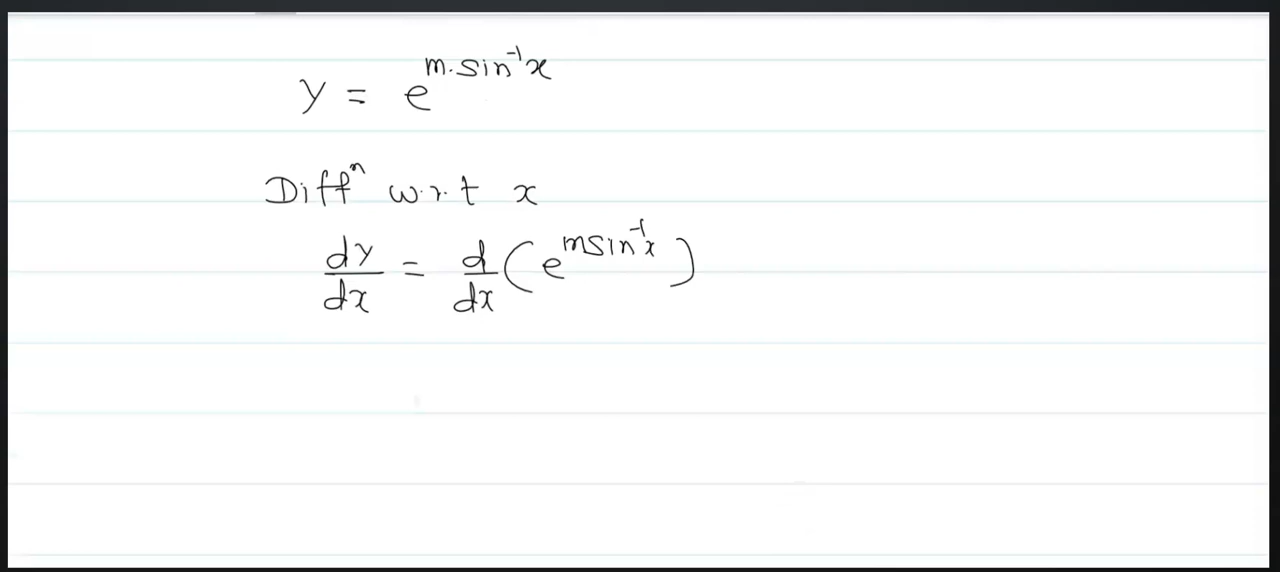 y = e^{m·sin⁻¹x}
Diffⁿ w.r.t x
dy/dx = d/dx (e^{msin⁻¹x})